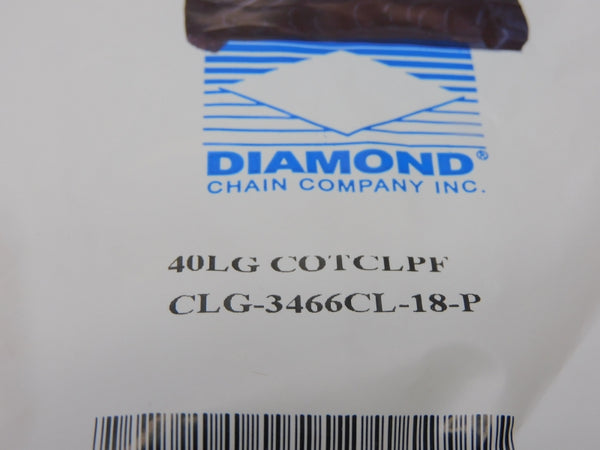 DIAMOND®
CHAIN COMPANY INC.
40LG COTCLPF
CLG-3466CL-18-P